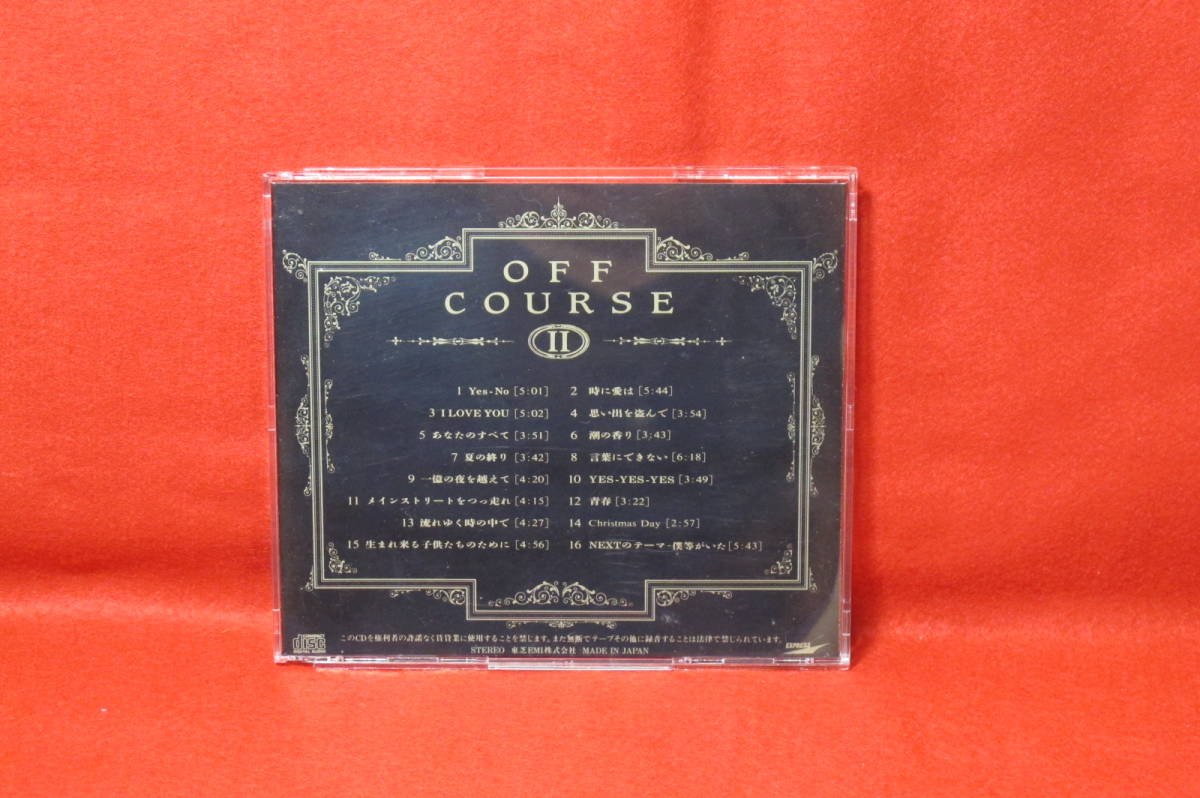 OFF
COURSE
II
1 Yes-No [5:01] 2 時に愛は [5:44]
3 I LOVE YOU [5:02] 4 思い出を盗んで [3:54]
5 あなたのすべて [3:51] 6 潮の香り [3:43]
7 夏の終り [3:42] 8 言葉にできない [6:18]
9 一億の夜を越えて [4:20] 10 YES-YES-YES [3:49]
11 メインストリートをつっ走れ [4:15] 12 青春 [3:22]
13 流れゆく時の中で [4:27] 14 Christmas Day [2:57]
15 生まれ来る子供たちのために [4:56] 16 NEXTのテーマ-僕等がいた [5:43]
このCDを権利者の許諾なく賃貸業に使用することを禁じます。また無断でテープその他に録音することは法律で禁じられています。
STEREO 東芝EMI株式会社 MADE IN JAPAN
COMPACT
disc
DIGITAL AUDIO
EXPRESS